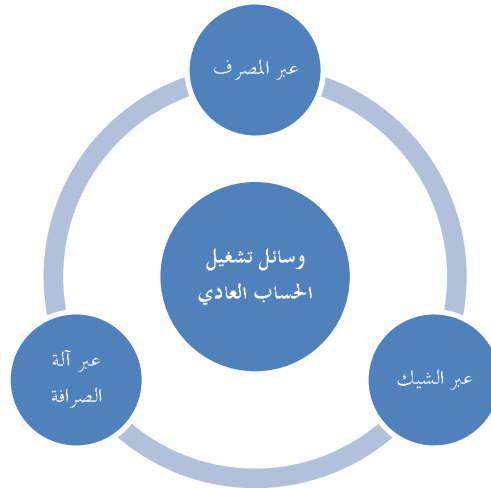 عبر المصرف
وسائل تشغيل
الحساب العادي
عبر الشيك
عبر آلة
الصرافة